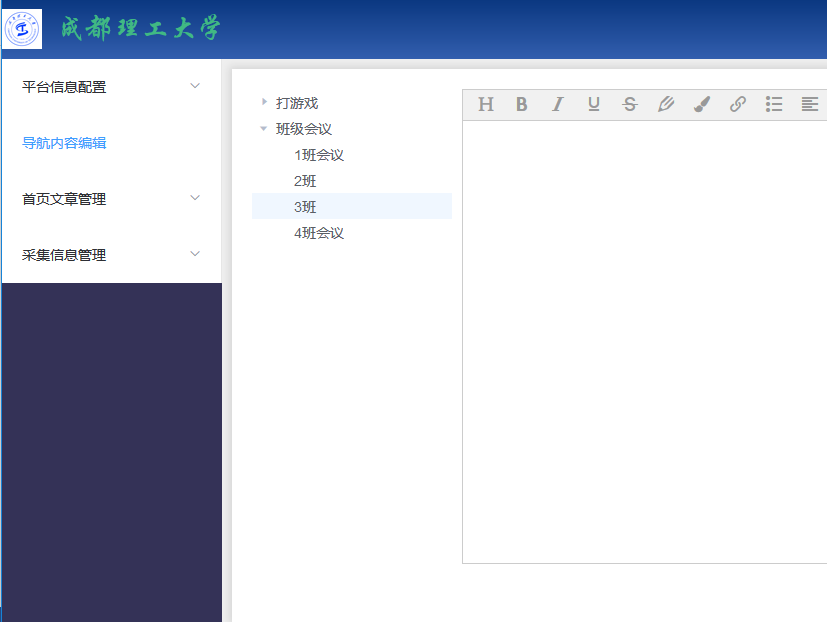 成都理工大学
平台信息配置
导航内容编辑
首页文章管理
采集信息管理
打游戏
班级会议
1班会议
2班
3班
4班会议
H B I U S